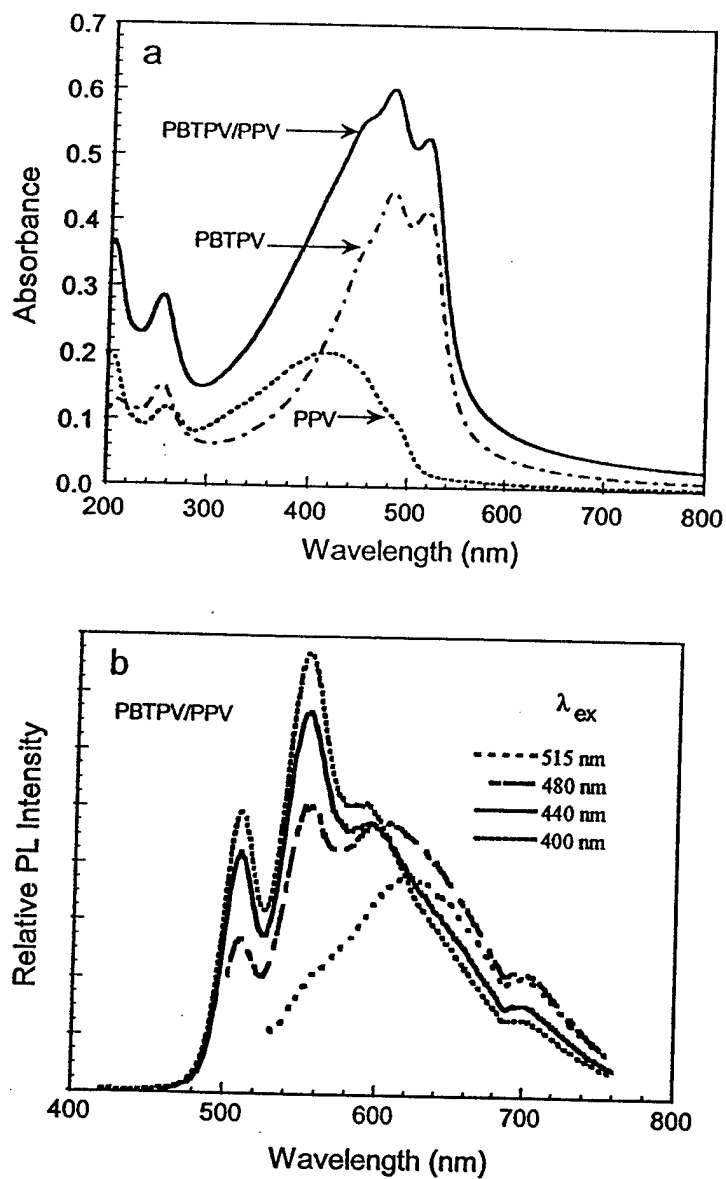 0.7
a
0.6
PBTPV/PPV
0.5
0.4
PBTPV
Absorbance
0.3
0.2
PPV
0.1
0.0
200 300 400 500 600 700 800
Wavelength (nm)
b
PBTPV/PPV
λex
515 nm
480 nm
440 nm
400 nm
Relative PL Intensity
400 500 600 700 800
Wavelength (nm)